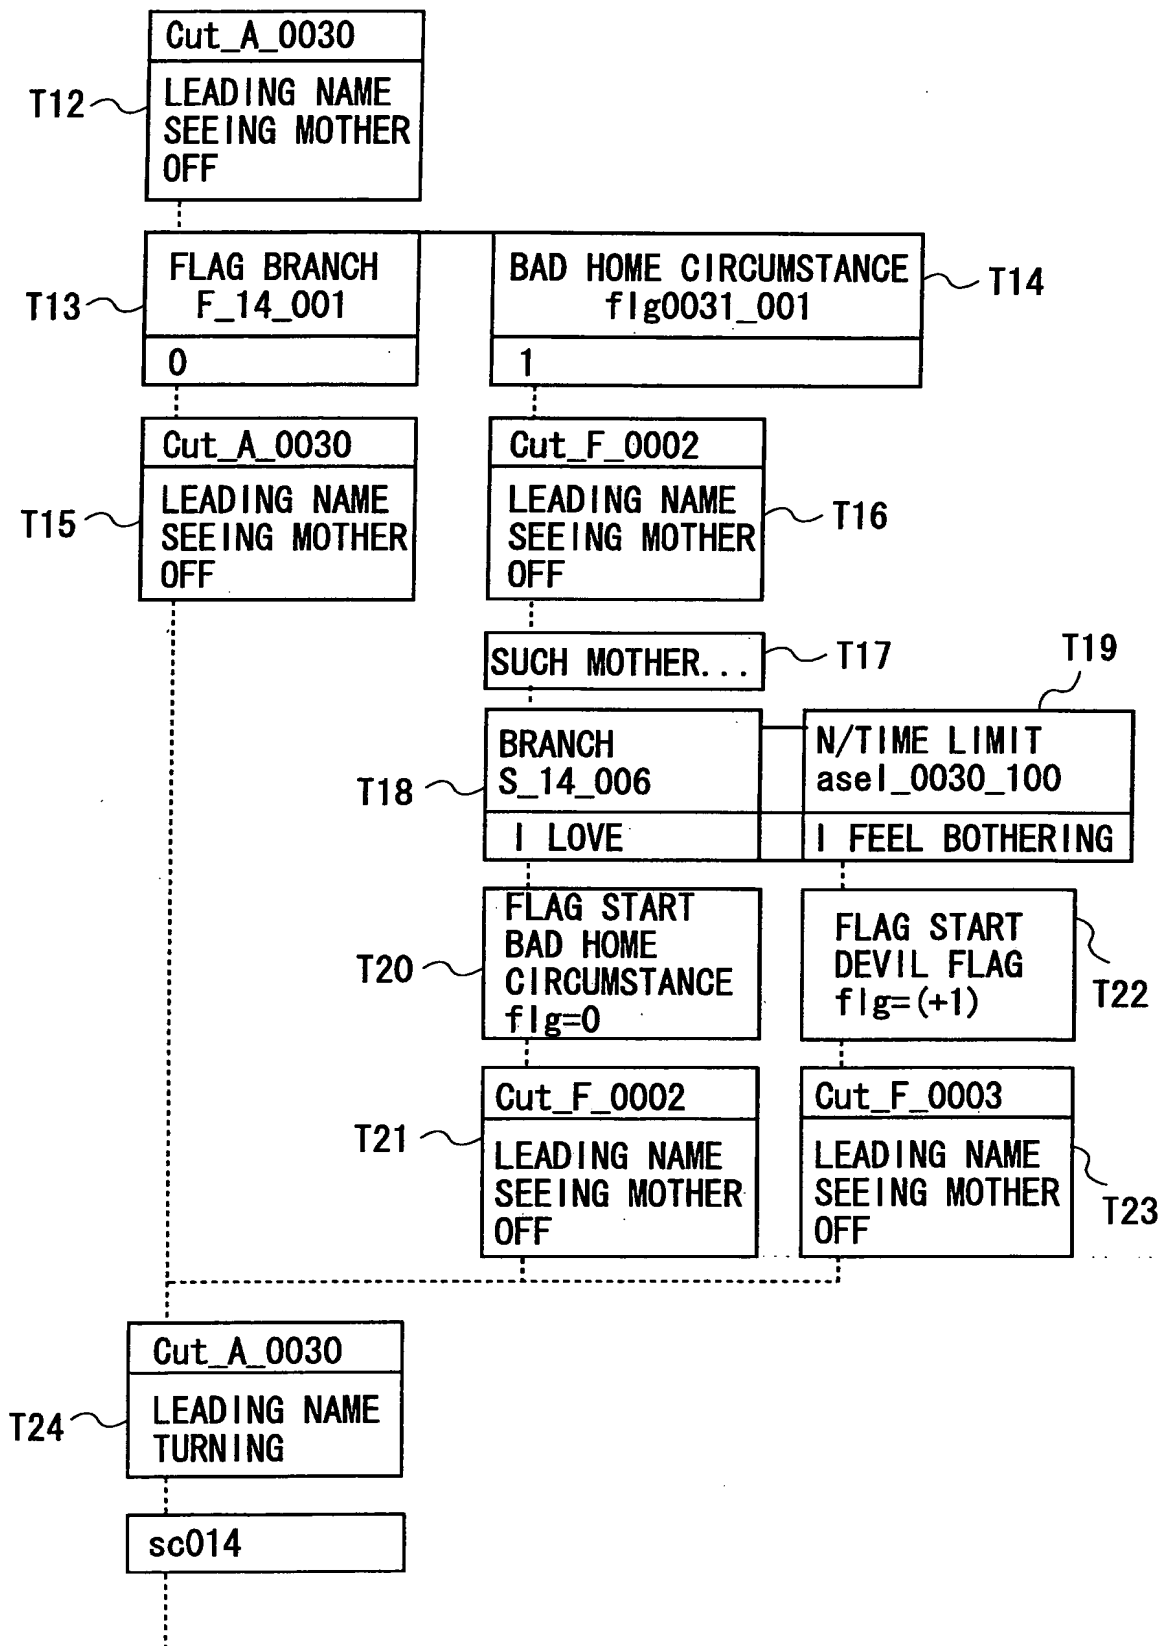 Cut_A_0030
T12
LEADING NAME
SEEING MOTHER
OFF
T13
FLAG BRANCH
F_14_001
0
BAD HOME CIRCUMSTANCE
flg0031_001
1
T14
T15
Cut_A_0030
LEADING NAME
SEEING MOTHER
OFF
Cut_F_0002
LEADING NAME
SEEING MOTHER
OFF
T16
SUCH MOTHER...
T17
T18
BRANCH
S_14_006
I LOVE
T19
N/TIME LIMIT
asel_0030_100
I FEEL BOTHERING
T20
FLAG START
BAD HOME
CIRCUMSTANCE
flg=0
FLAG START
DEVIL FLAG
flg=(+1)
T22
T21
Cut_F_0002
LEADING NAME
SEEING MOTHER
OFF
Cut_F_0003
LEADING NAME
SEEING MOTHER
OFF
T23
T24
Cut_A_0030
LEADING NAME
TURNING
sc014